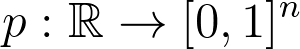 p : ℝ → [0, 1]ⁿ